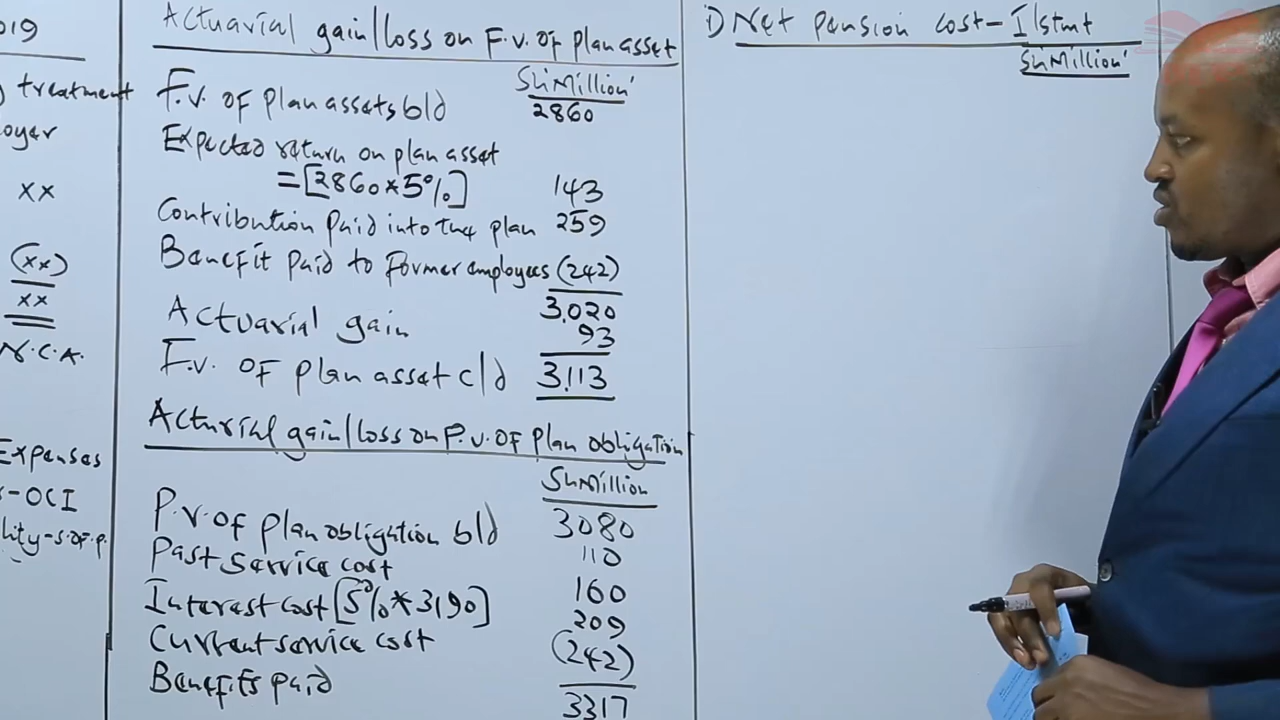 019
treatment
oyer
xx
(xx)
xx
N.C.A.
Expenses
-OCI
lity-S.OF.P.
Actuarial gain/loss on F.v. of plan asset
Sh'Million'
F.v. OF plan assets b/d 2860
Expected return on plan asset
=[2860*5%] 143
Contribution paid into the plan 259
Benefit paid to Former employees (242)
3,020
Actuarial gain 93
F.v. OF plan asset c/d 3,113
Acturial gain/loss on P.v. OF plan obligation
Sh'Million
P.v. OF plan obligation b/d 3080
Past service cost 110
Interest cost [5%*3190] 160
Current service cost 209
Benefits paid (242)
3317
Net pension cost - I/stmt
Sh'Million'